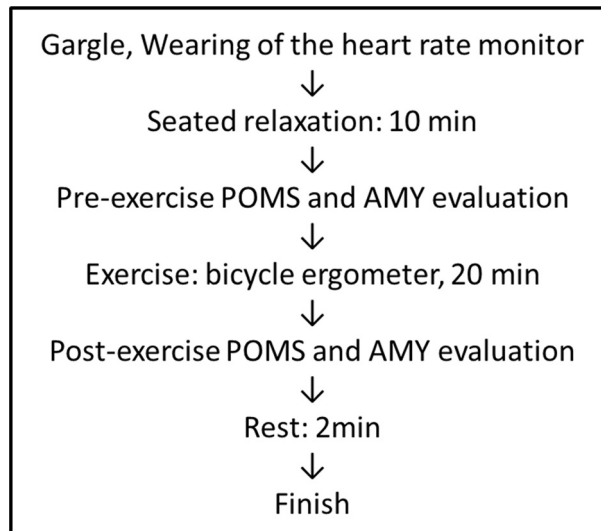 Gargle, Wearing of the heart rate monitor
↓
Seated relaxation: 10 min
↓
Pre-exercise POMS and AMY evaluation
↓
Exercise: bicycle ergometer, 20 min
↓
Post-exercise POMS and AMY evaluation
↓
Rest: 2min
↓
Finish